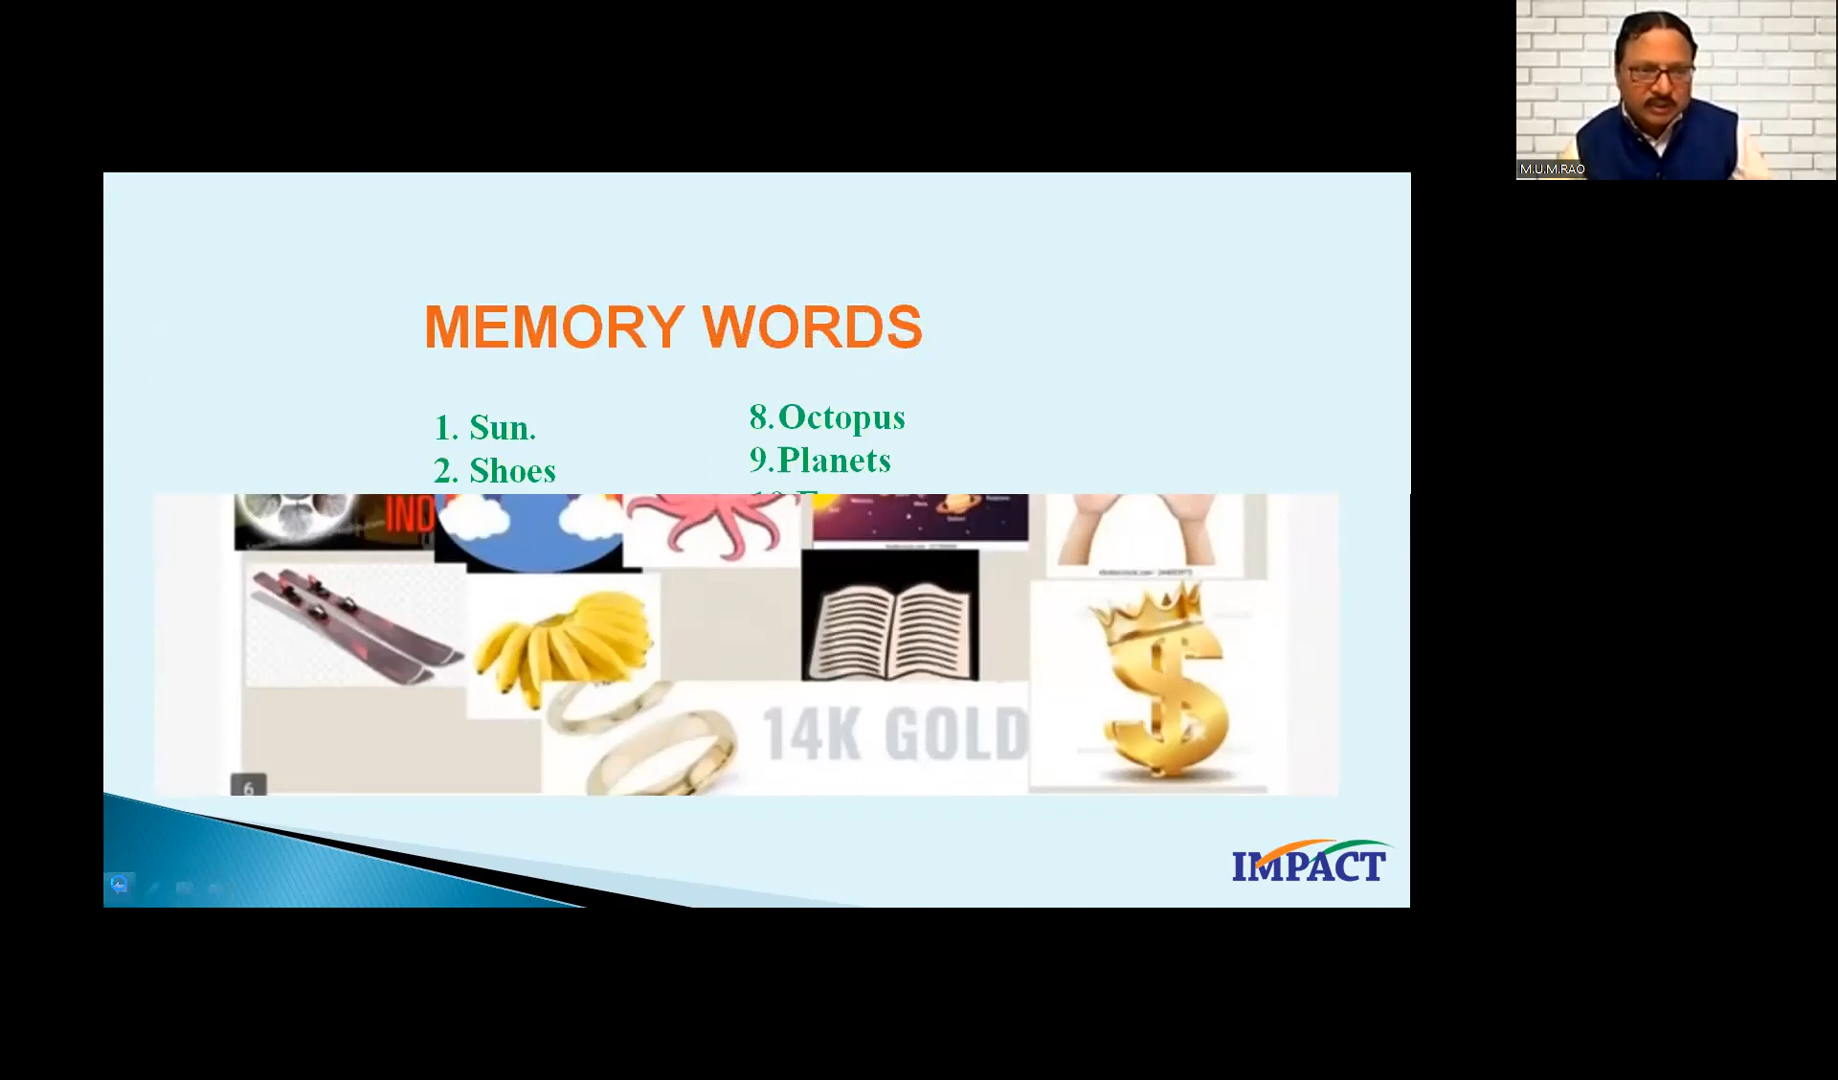 M.U.M.RAO
MEMORY WORDS
1. Sun.
2. Shoes
8.Octopus
9.Planets
IND
14K GOLD
6
IMPACT